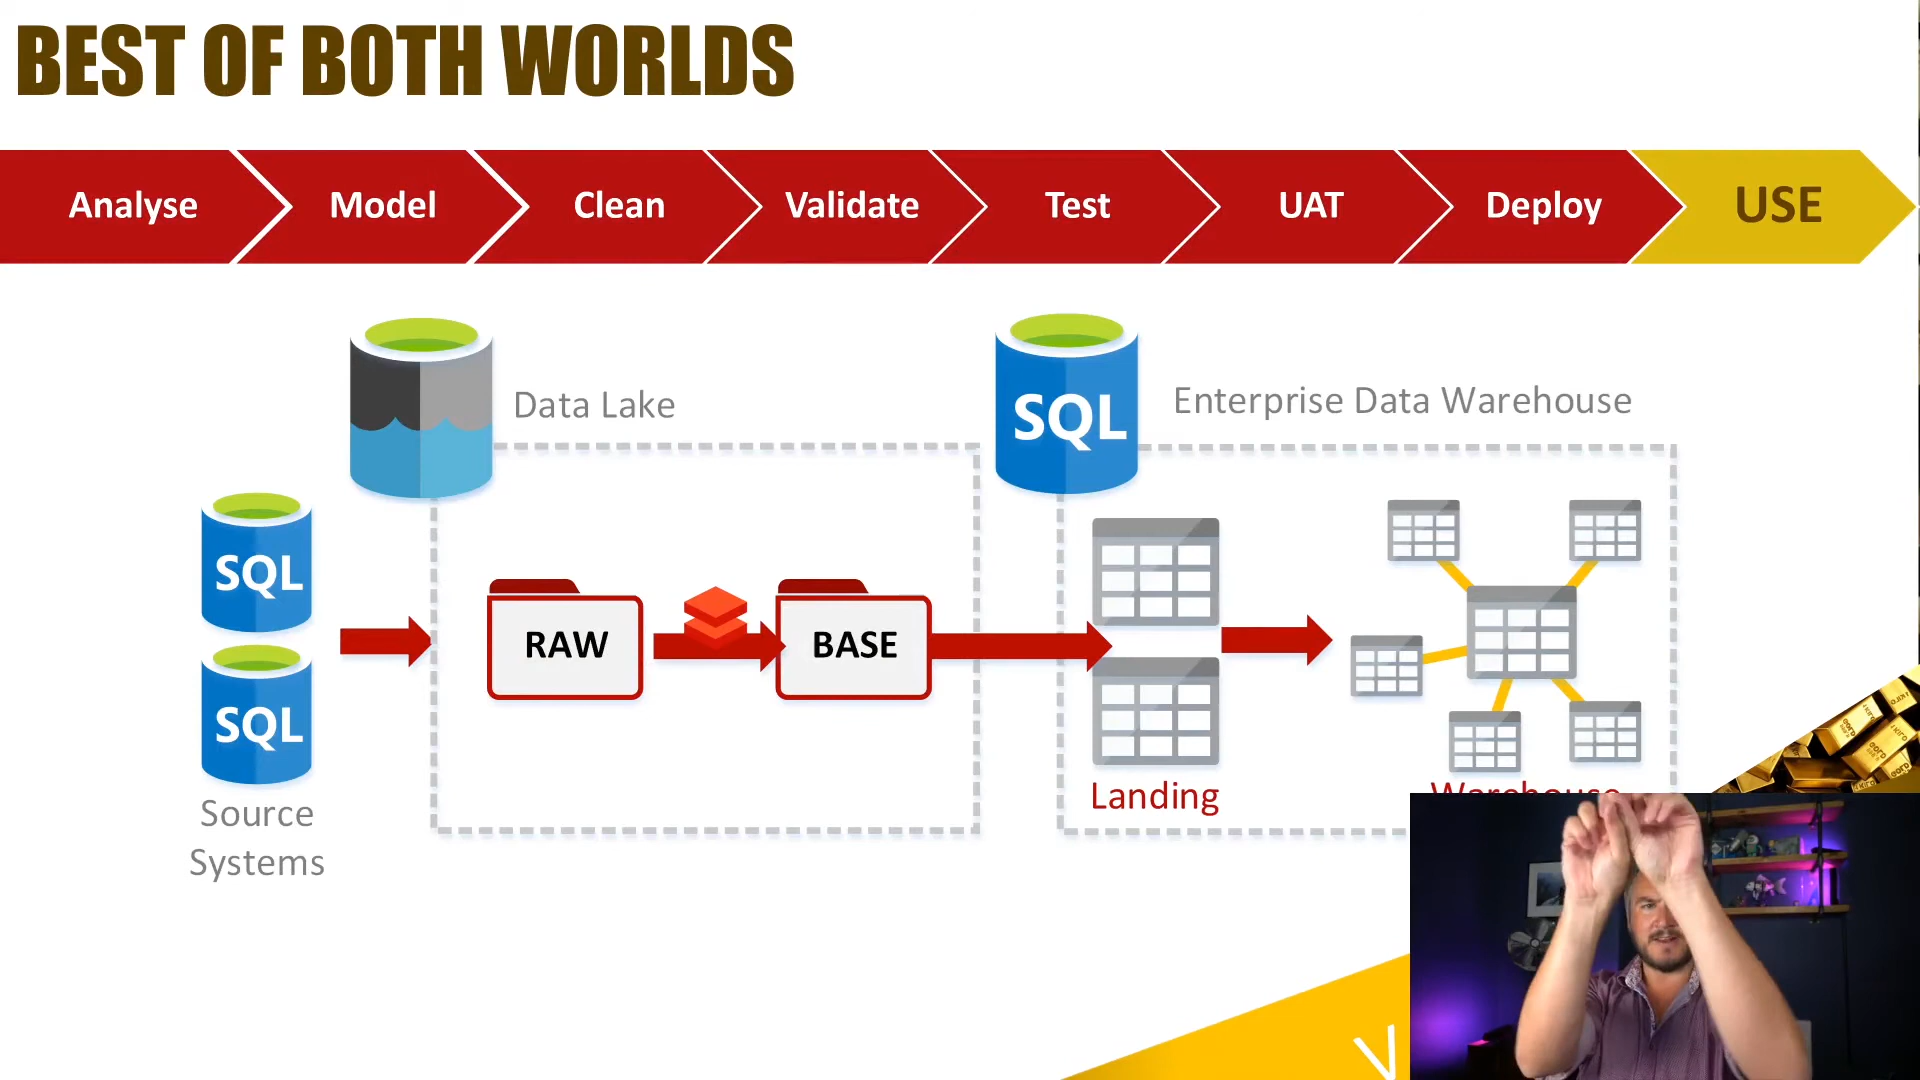 BEST OF BOTH WORLDS
Analyse
Model
Clean
Validate
Test
UAT
Deploy
USE
Data Lake
SQL
Enterprise Data Warehouse
SQL
RAW
BASE
SQL
Landing
Warehouse
Source
Systems
V